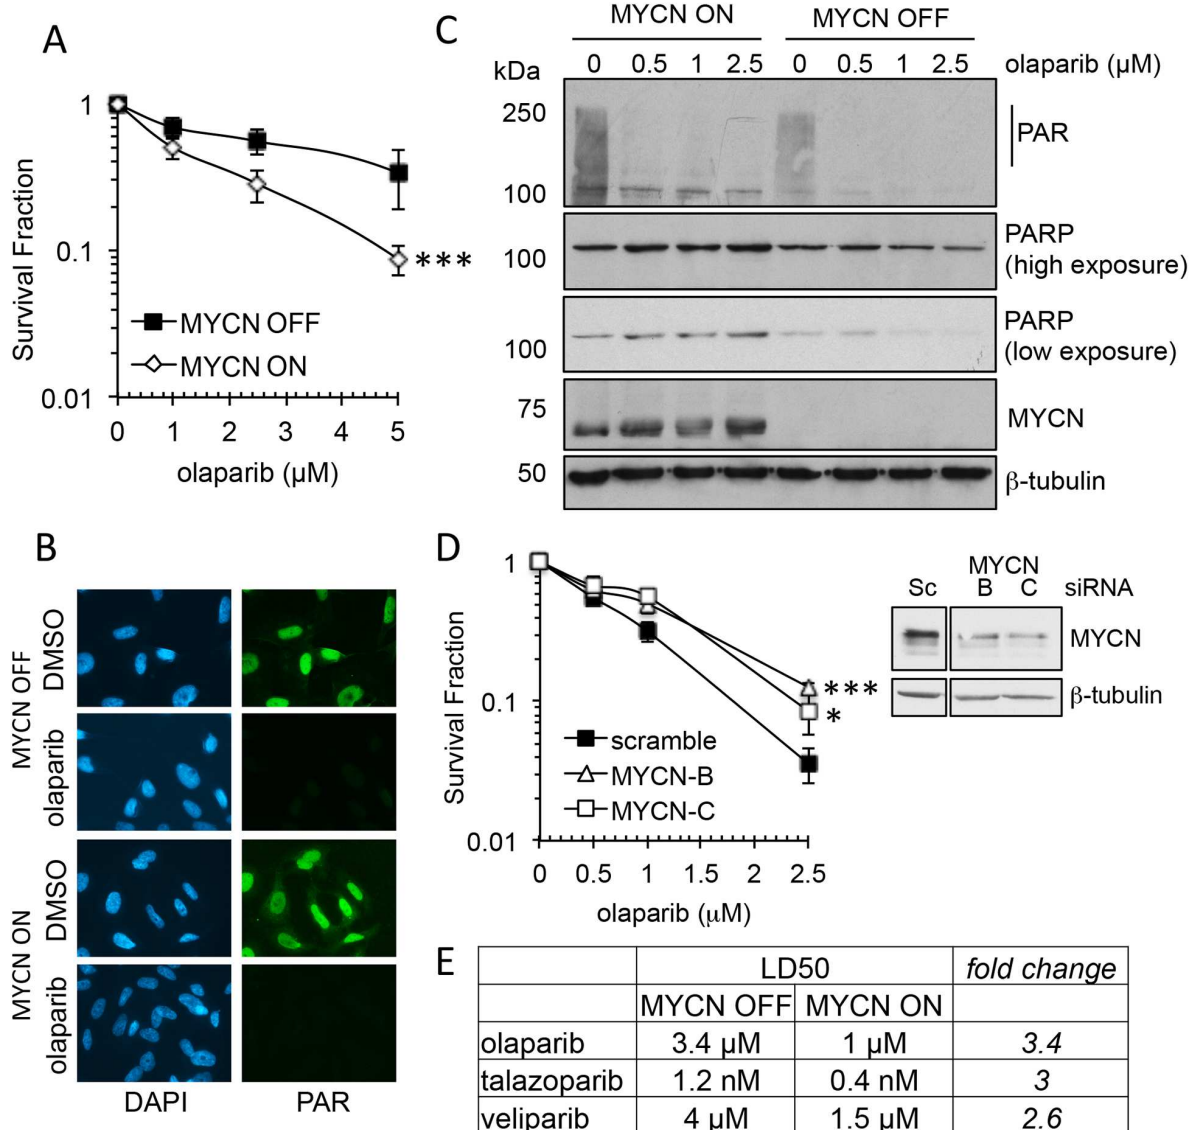 A
1
0.1
0.01
Survival Fraction
MYCN OFF
MYCN ON
***
0 1 2 3 4 5
olaparib (µM)
B
MYCN OFF
DMSO
olaparib
MYCN ON
DMSO
olaparib
DAPI PAR
C
MYCN ON MYCN OFF
kDa 0 0.5 1 2.5 0 0.5 1 2.5 olaparib (µM)
250
PAR
100
100
PARP
(high exposure)
100
PARP
(low exposure)
75
MYCN
50
β-tubulin
D
1
0.1
0.01
Survival Fraction
scramble
MYCN-B
MYCN-C
***
*
0 0.5 1 1.5 2 2.5
olaparib (µM)
MYCN
Sc B C siRNA
MYCN
β-tubulin
E
LD50 fold change
MYCN OFF MYCN ON
olaparib 3.4 µM 1 µM 3.4
talazoparib 1.2 nM 0.4 nM 3
veliparib 4 µM 1.5 µM 2.6